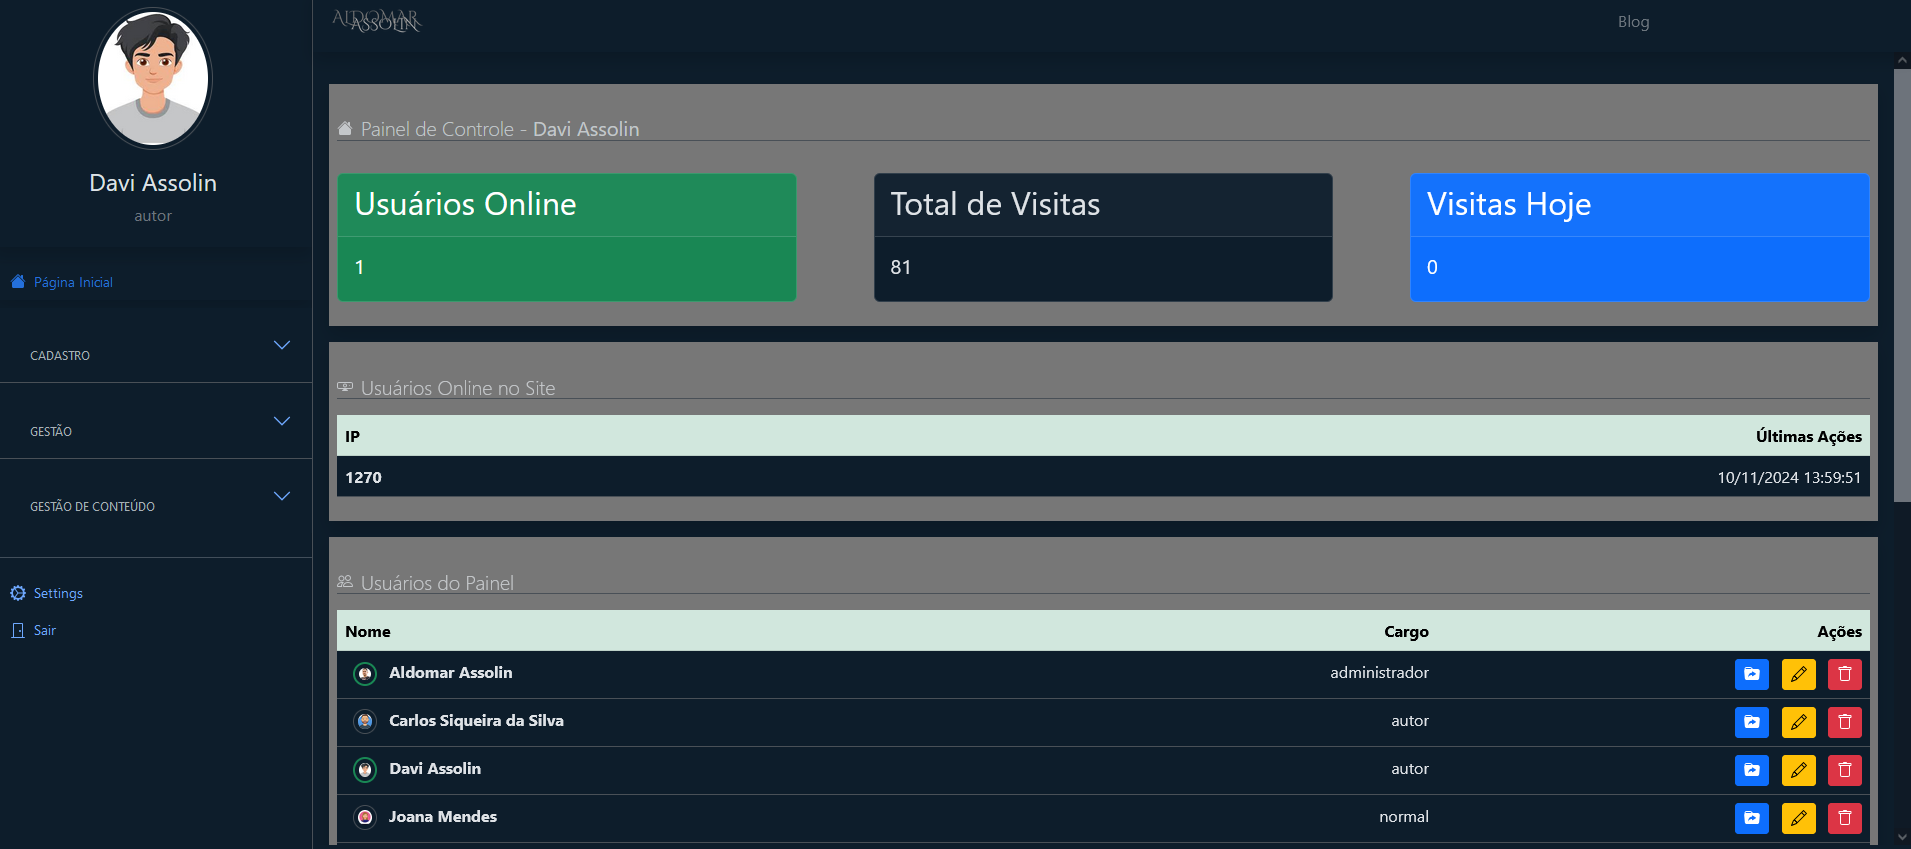 ALDOMAR
ASSOLIN
Blog
Davi Assolin
autor
Página Inicial
CADASTRO
GESTÃO
GESTÃO DE CONTEÚDO
Settings
Sair
Painel de Controle - Davi Assolin
Usuários Online
1
Total de Visitas
81
Visitas Hoje
0
Usuários Online no Site
IP Últimas Ações
1270 10/11/2024 13:59:51
Usuários do Painel
Nome Cargo Ações
Aldomar Assolin administrador
Carlos Siqueira da Silva autor
Davi Assolin autor
Joana Mendes normal